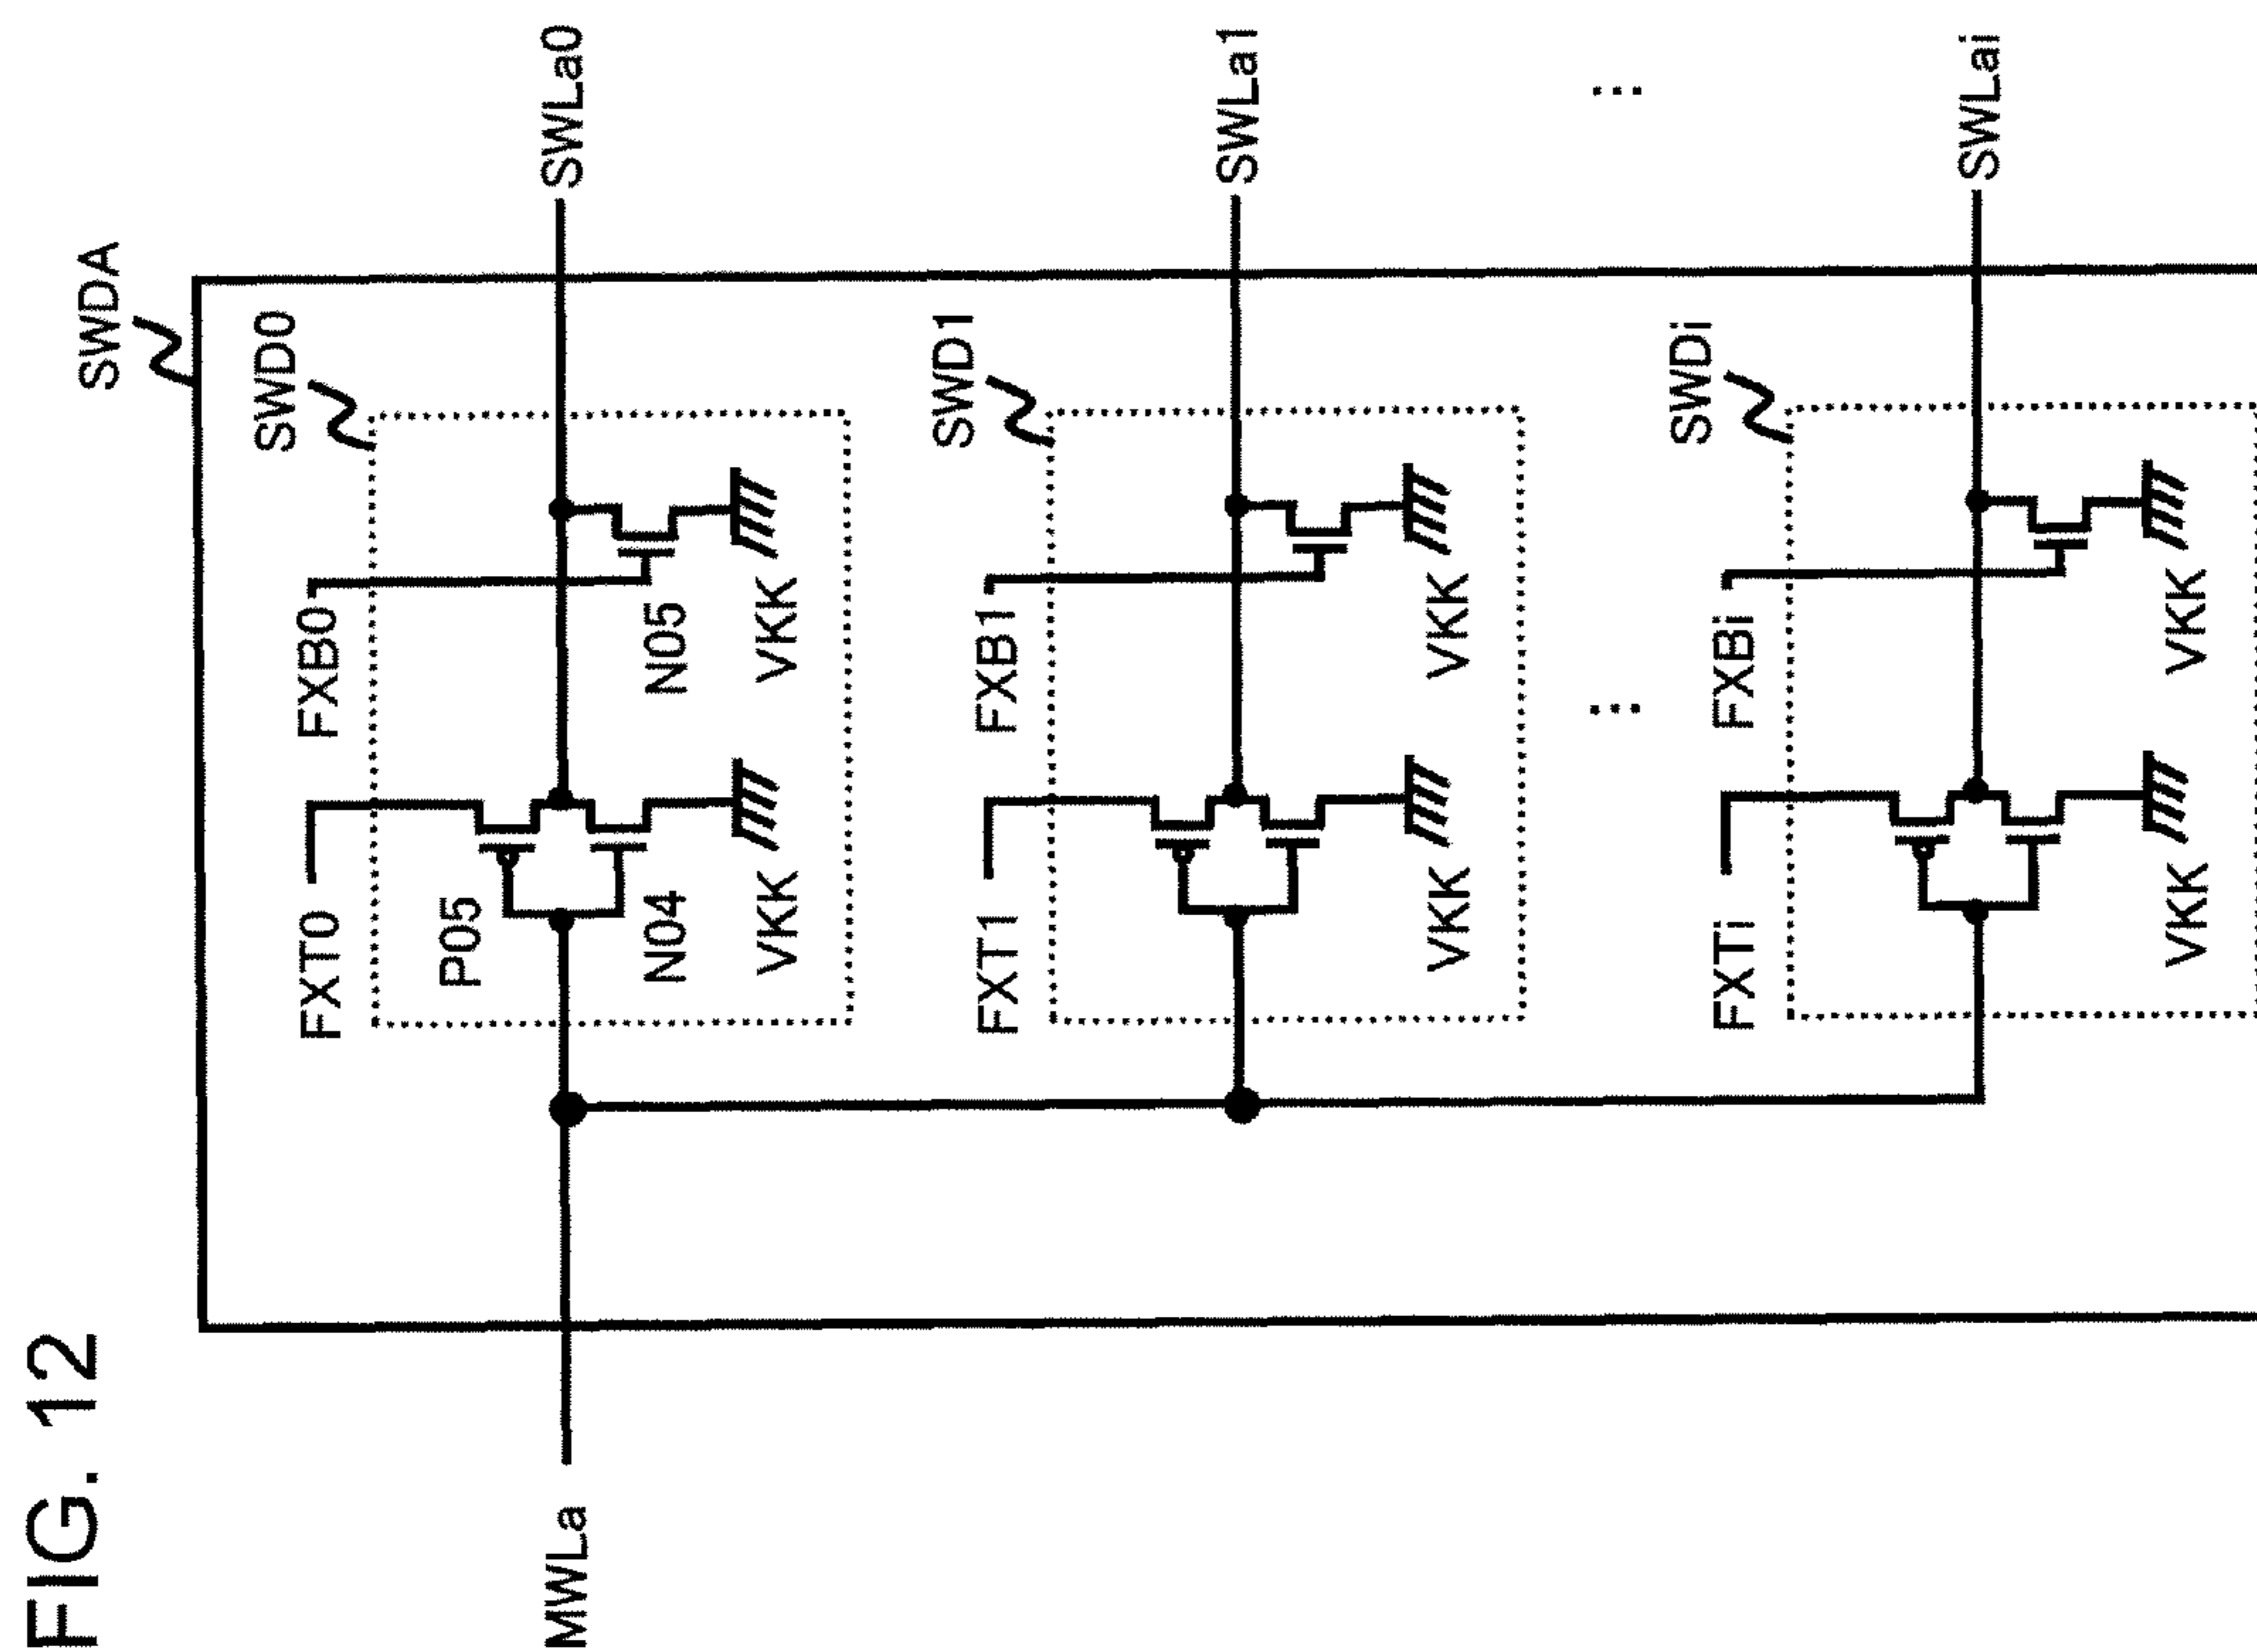 FIG. 12
SWDA
SWD0
FXT0
FXB0
P05
MWLa
SWLa0
N04
N05
VKK
VKK
SWD1
FXT1
FXB1
SWLa1
VKK
VKK
...
...
SWDi
FXTi
FXBi
SWLai
VKK
VKK